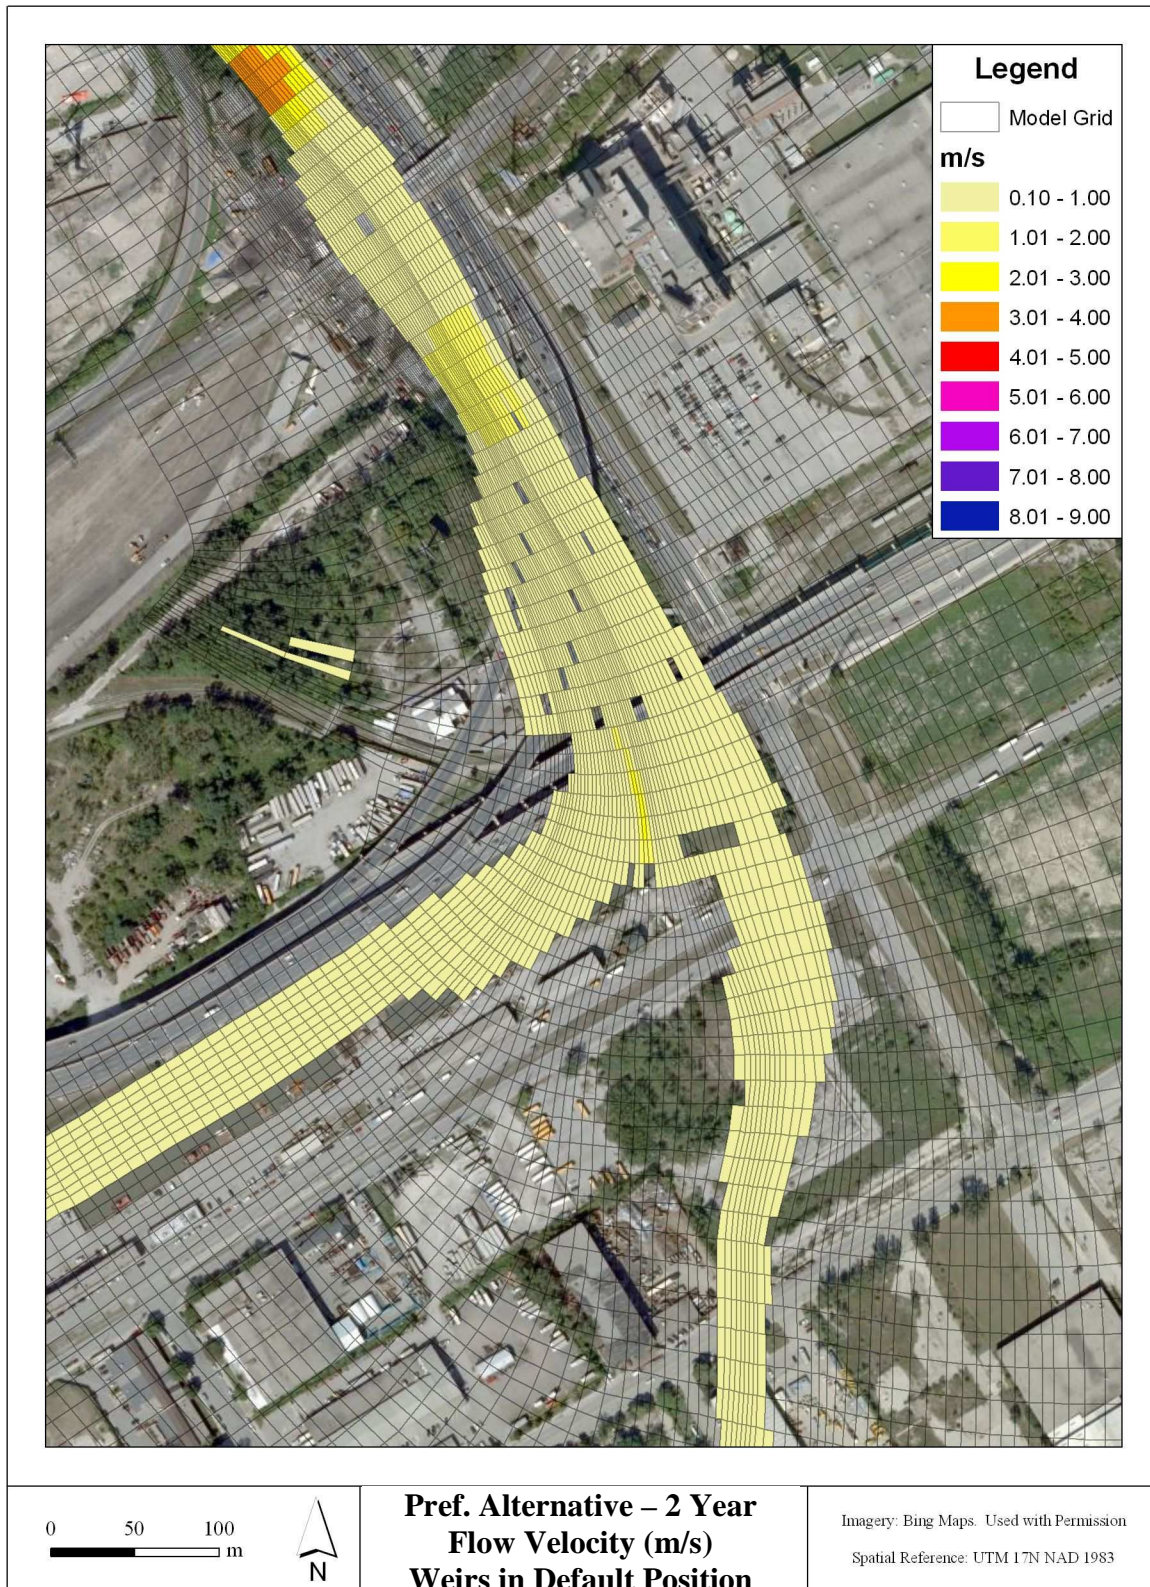 Legend
Model Grid
m/s
0.10 - 1.00
1.01 - 2.00
2.01 - 3.00
3.01 - 4.00
4.01 - 5.00
5.01 - 6.00
6.01 - 7.00
7.01 - 8.00
8.01 - 9.00
0 50 100
m
N
Pref. Alternative – 2 Year
Flow Velocity (m/s)
Weirs in Default Position
Imagery: Bing Maps. Used with Permission
Spatial Reference: UTM 17N NAD 1983